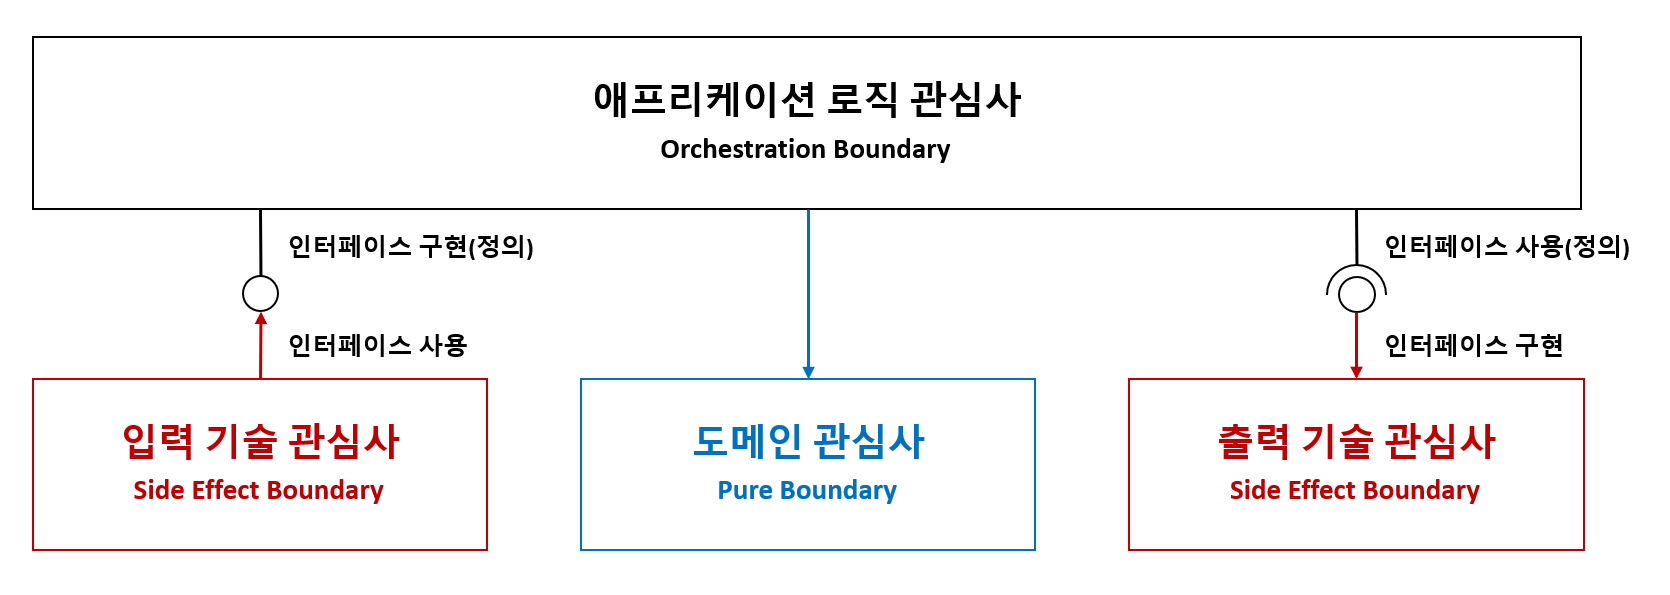 애프리케이션 로직 관심사
Orchestration Boundary
인터페이스 구현(정의)
인터페이스 사용(정의)
인터페이스 사용
인터페이스 구현
입력 기술 관심사
Side Effect Boundary
도메인 관심사
Pure Boundary
출력 기술 관심사
Side Effect Boundary